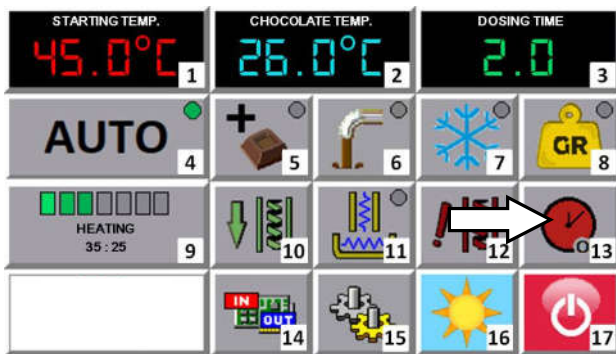 STARTING TEMP. CHOCOLATE TEMP. DOSING TIME
45.0°C 1 26.0°C 2 2.0 3
AUTO 4 5 6 7 GR 8
HEATING
35 : 25 9 10 11 12 13
IN OUT 14 15 16 17